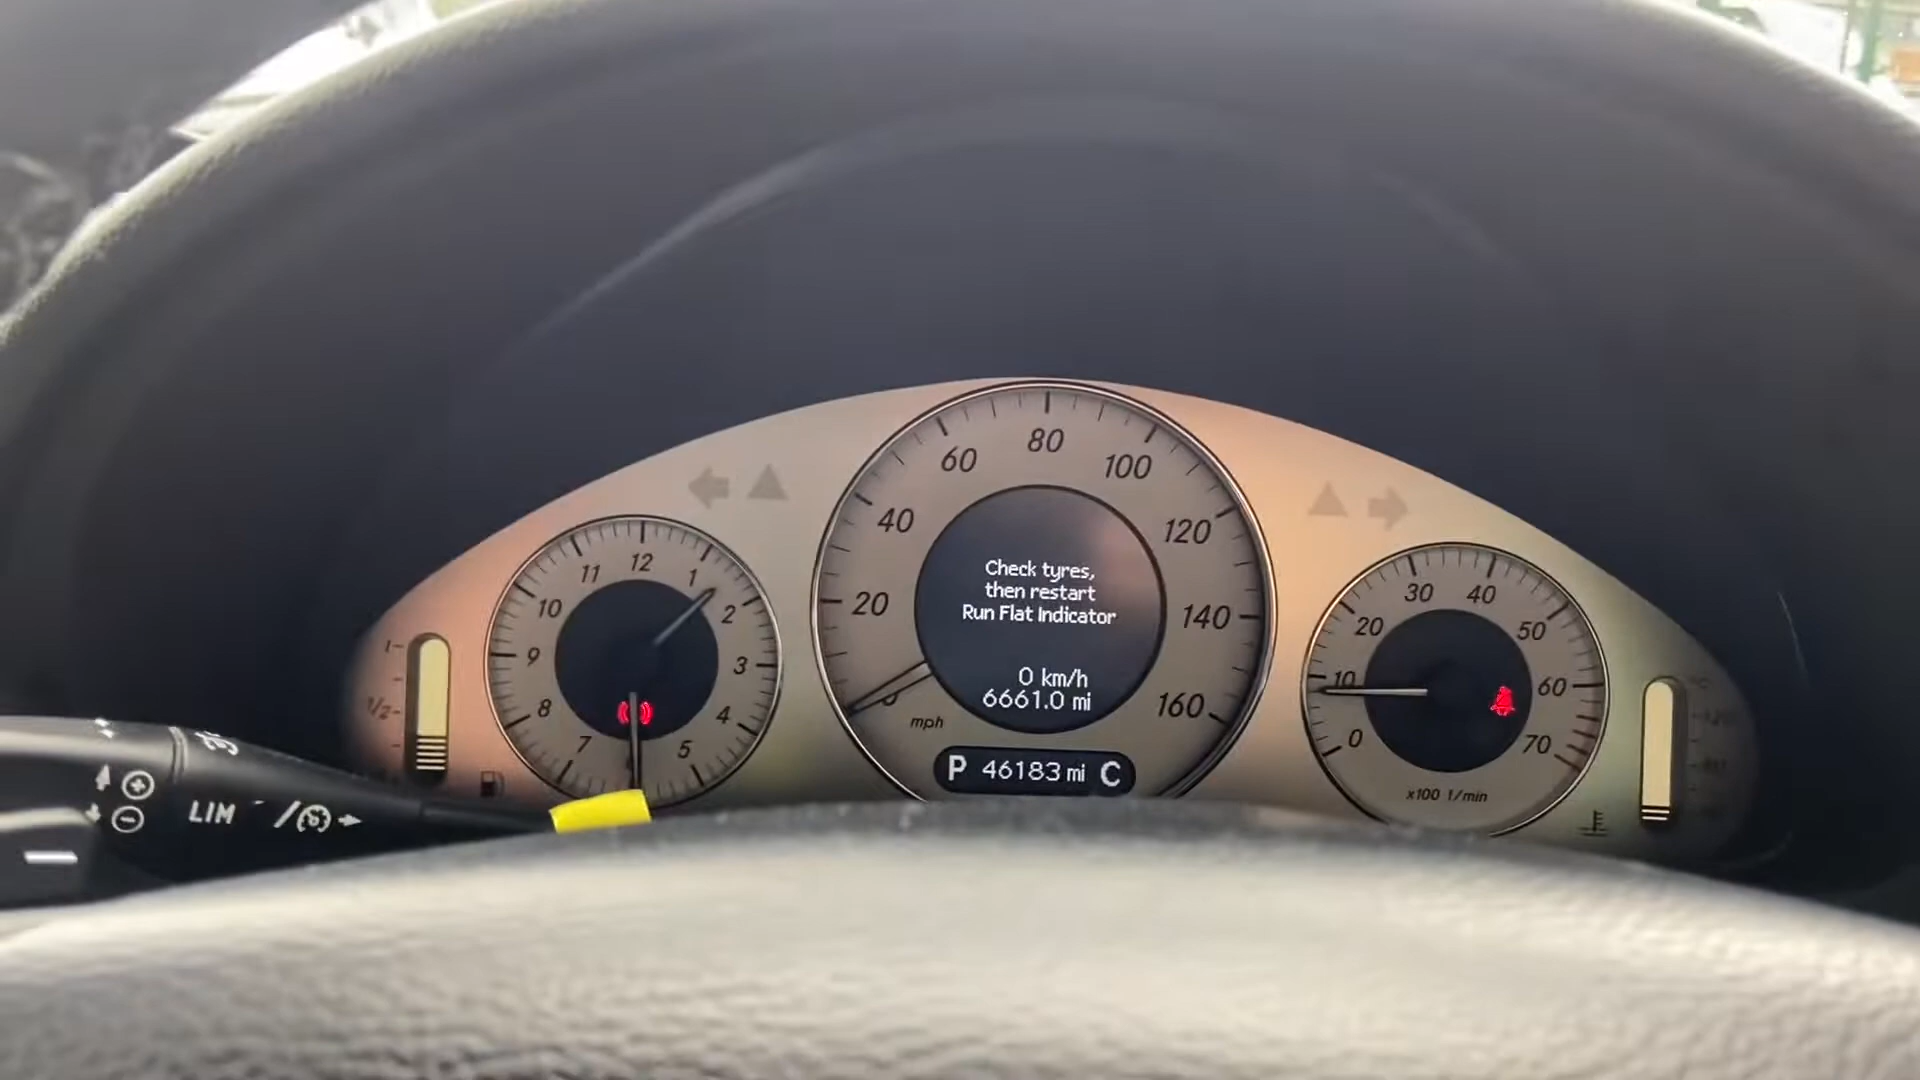 80
60
100
40
120
20
140
0
160
mph
Check tyres,
then restart
Run Flat Indicator
0 km/h
6661.0 mi
P 46183 mi C
12
11
1
10
2
9
3
8
4
7
5
1
1/2
30 40
20 50
10 60
0 70
x100 1/min
LIM